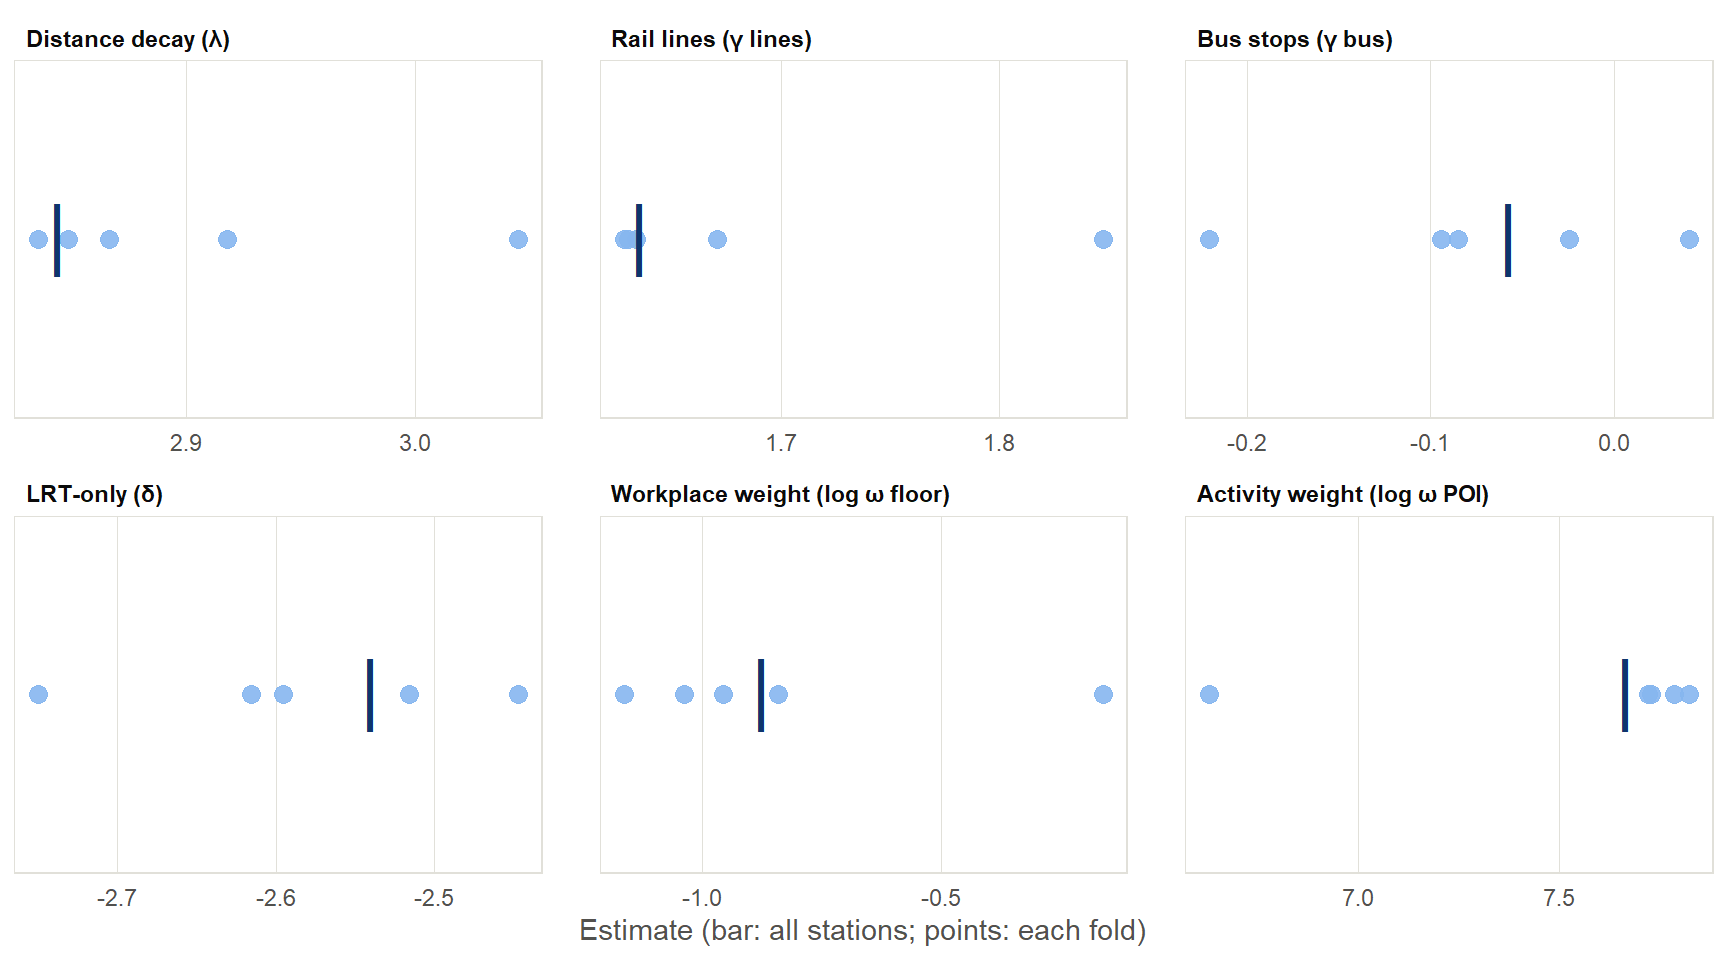 Distance decay (λ)
Rail lines (γ lines)
Bus stops (γ bus)
2.9 3.0
1.7 1.8
-0.2 -0.1 0.0
LRT-only (δ)
Workplace weight (log ω floor)
Activity weight (log ω POI)
-2.7 -2.6 -2.5
-1.0 -0.5
7.0 7.5
Estimate (bar: all stations; points: each fold)